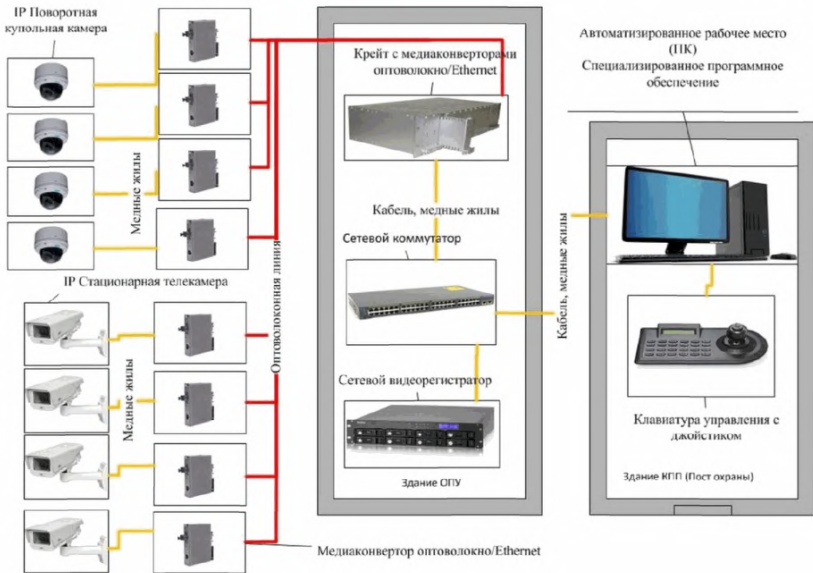 IP Поворотная
купольная камера
Медные жилы
IP Стационарная телекамера
Медные жилы
Оптоволоконная линия
Крейт с медиаконверторами
оптоволокно/Ethernet
Кабель, медные жилы
Сетевой коммутатор
Сетевой видеорегистратор
Здание ОПУ
Медиаконвертор оптоволокно/Ethernet
Кабель, медные жилы
Автоматизированное рабочее место
(ПК)
Специализированное программное
обеспечение
Клавиатура управления с
джойстиком
Здание КПП (Пост охраны)